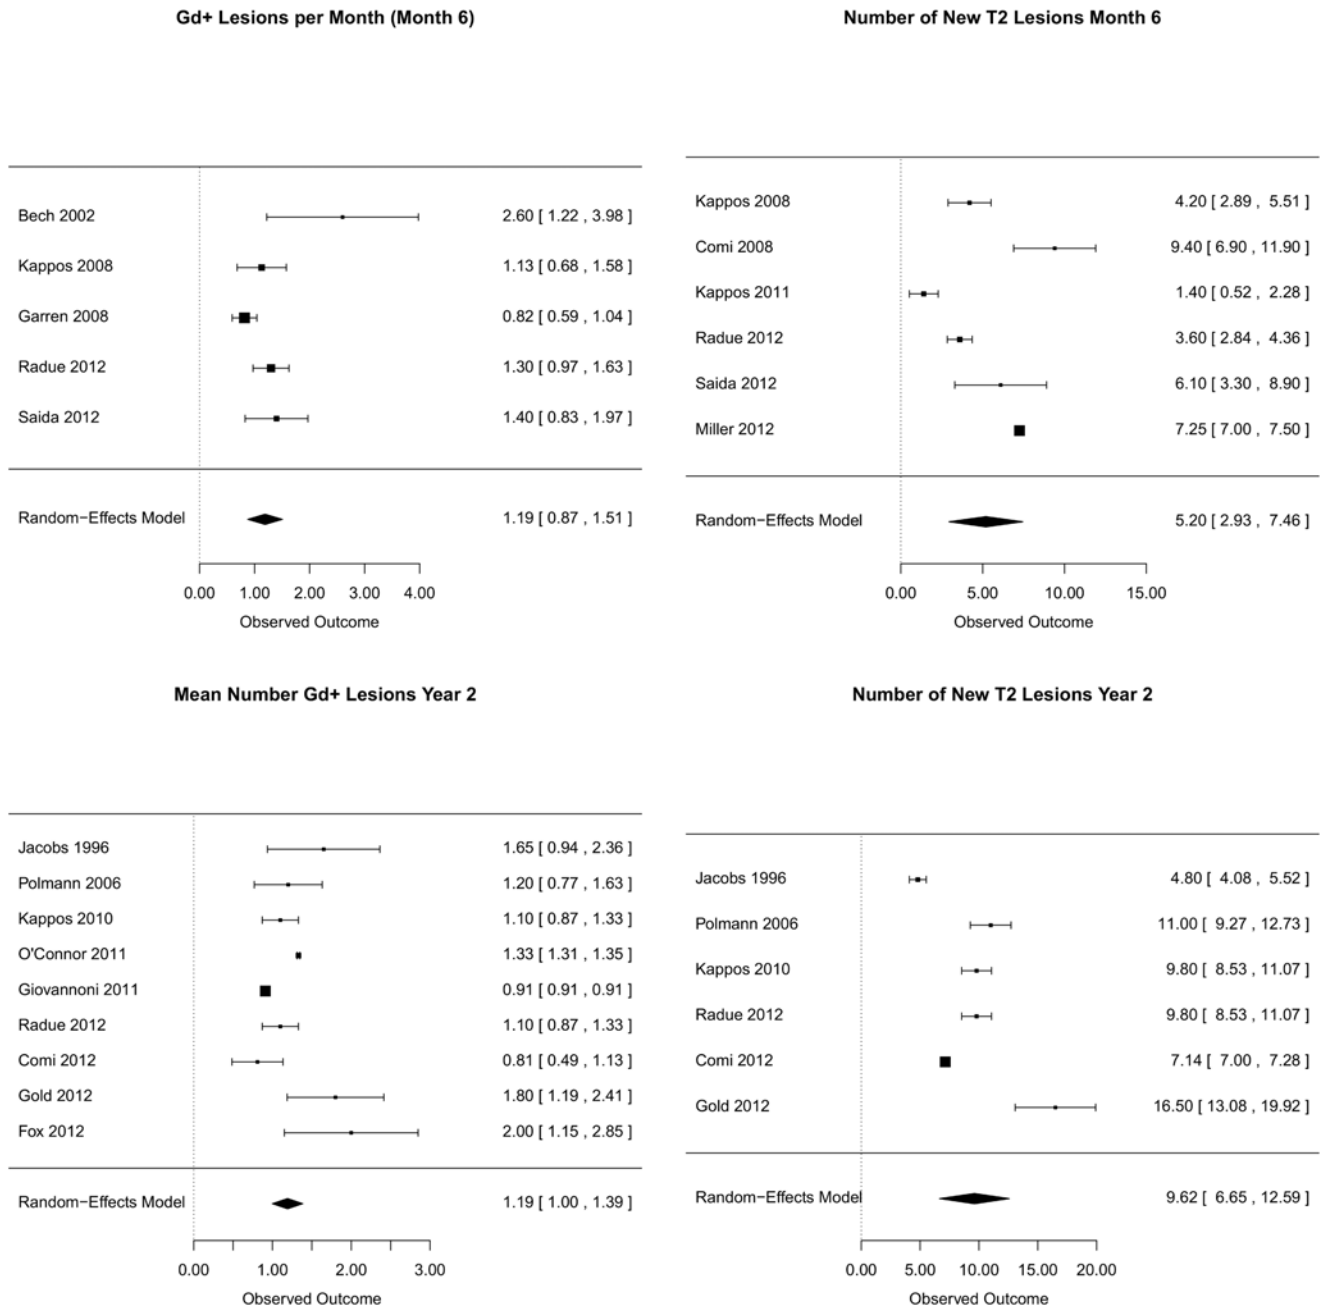 Gd+ Lesions per Month (Month 6)
Bech 2002 2.60 [ 1.22 , 3.98 ]
Kappos 2008 1.13 [ 0.68 , 1.58 ]
Garren 2008 0.82 [ 0.59 , 1.04 ]
Radue 2012 1.30 [ 0.97 , 1.63 ]
Saida 2012 1.40 [ 0.83 , 1.97 ]
Random−Effects Model 1.19 [ 0.87 , 1.51 ]
0.00 1.00 2.00 3.00 4.00
Observed Outcome
Number of New T2 Lesions Month 6
Kappos 2008 4.20 [ 2.89 , 5.51 ]
Comi 2008 9.40 [ 6.90 , 11.90 ]
Kappos 2011 1.40 [ 0.52 , 2.28 ]
Radue 2012 3.60 [ 2.84 , 4.36 ]
Saida 2012 6.10 [ 3.30 , 8.90 ]
Miller 2012 7.25 [ 7.00 , 7.50 ]
Random−Effects Model 5.20 [ 2.93 , 7.46 ]
0.00 5.00 10.00 15.00
Observed Outcome
Mean Number Gd+ Lesions Year 2
Jacobs 1996 1.65 [ 0.94 , 2.36 ]
Polmann 2006 1.20 [ 0.77 , 1.63 ]
Kappos 2010 1.10 [ 0.87 , 1.33 ]
O'Connor 2011 1.33 [ 1.31 , 1.35 ]
Giovannoni 2011 0.91 [ 0.91 , 0.91 ]
Radue 2012 1.10 [ 0.87 , 1.33 ]
Comi 2012 0.81 [ 0.49 , 1.13 ]
Gold 2012 1.80 [ 1.19 , 2.41 ]
Fox 2012 2.00 [ 1.15 , 2.85 ]
Random−Effects Model 1.19 [ 1.00 , 1.39 ]
0.00 1.00 2.00 3.00
Observed Outcome
Number of New T2 Lesions Year 2
Jacobs 1996 4.80 [ 4.08 , 5.52 ]
Polmann 2006 11.00 [ 9.27 , 12.73 ]
Kappos 2010 9.80 [ 8.53 , 11.07 ]
Radue 2012 9.80 [ 8.53 , 11.07 ]
Comi 2012 7.14 [ 7.00 , 7.28 ]
Gold 2012 16.50 [ 13.08 , 19.92 ]
Random−Effects Model 9.62 [ 6.65 , 12.59 ]
0.00 5.00 10.00 15.00 20.00
Observed Outcome